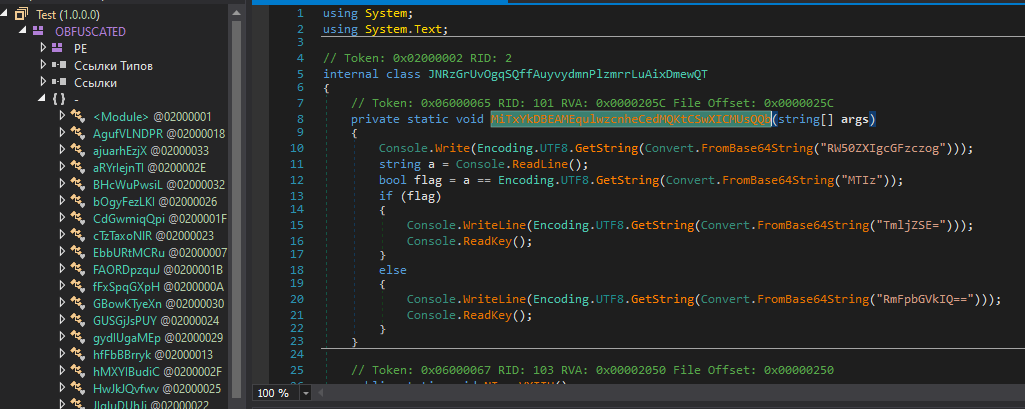 Test (1.0.0.0)
OBFUSCATED
PE
Ссылки Типов
Ссылки
{ } -
<Module> @02000001
AgufVLNDPR @02000018
ajuarhEzjX @02000033
aRYrlejnTl @0200002E
BHcWuPwsiL @02000032
bOgyFezLKl @02000026
CdGwmiqQpi @0200001F
cTzTaxoNlR @02000023
EbbURtMCRu @02000007
FAORDpzquJ @0200001B
fFxSpqGXpH @0200000A
GBowKTyeXn @02000030
GUSGjJsPUY @02000024
gydlUgaMEp @02000029
hfFbBBrryk @02000013
hMXYlBudiC @0200002F
HwJkJQvfwv @02000025
JlgluDUhJi @02000022
1 using System;
2 using System.Text;
3
4 // Token: 0x02000002 RID: 2
5 internal class JNRzGrUvOgqSQffAuyvydmnPlzmrrLuAixDmewQT
6 {
7 // Token: 0x06000065 RID: 101 RVA: 0x0000205C File Offset: 0x0000025C
8 private static void MiTxYkDBEAMEqulwzcnheCedMQKtCSwXICMUsQQb(string[] args)
9 {
10 Console.Write(Encoding.UTF8.GetString(Convert.FromBase64String("RW50ZXIgcGFzczog")));
11 string a = Console.ReadLine();
12 bool flag = a == Encoding.UTF8.GetString(Convert.FromBase64String("MTIz"));
13 if (flag)
14 {
15 Console.WriteLine(Encoding.UTF8.GetString(Convert.FromBase64String("TmljZSE=")));
16 Console.ReadKey();
17 }
18 else
19 {
20 Console.WriteLine(Encoding.UTF8.GetString(Convert.FromBase64String("RmFpbGVkIQ==")));
21 Console.ReadKey();
22 }
23 }
24
25 // Token: 0x06000067 RID: 103 RVA: 0x00002050 File Offset: 0x00000250
100 %